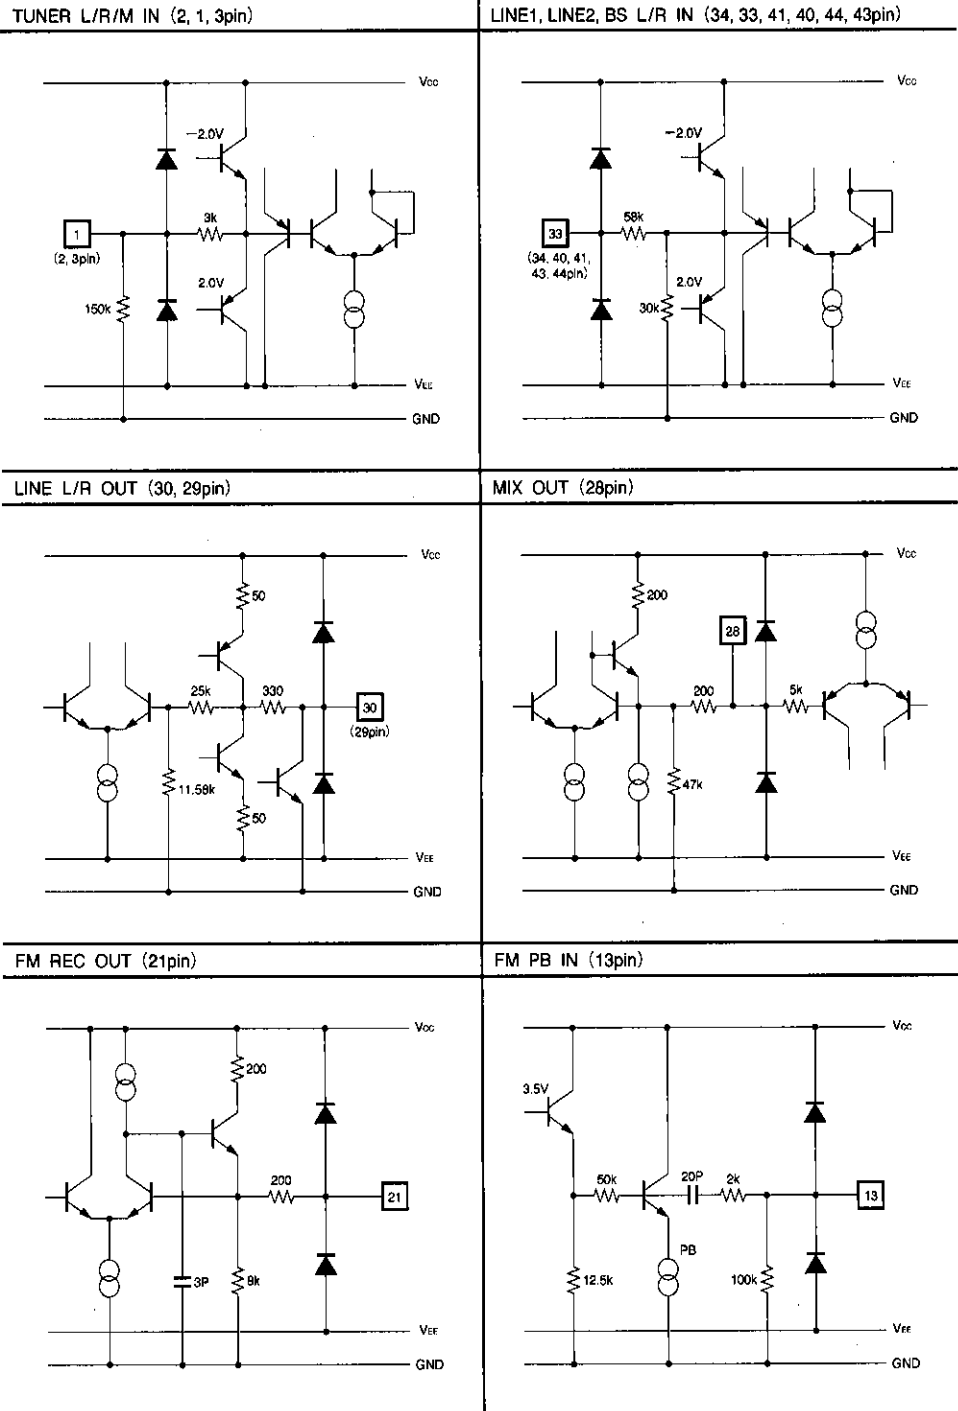 TUNER L/R/M IN (2, 1, 3pin)
Vcc
−2.0V
3k
1
(2, 3pin)
2.0V
150k
VEE
GND
LINE1, LINE2, BS L/R IN (34, 33, 41, 40, 44, 43pin)
Vcc
−2.0V
58k
33
(34, 40, 41,
43, 44pin)
2.0V
30k
VEE
GND
LINE L/R OUT (30, 29pin)
Vcc
50
25k
330
30
(29pin)
11.58k
50
VEE
GND
MIX OUT (28pin)
Vcc
200
28
200
5k
47k
VEE
GND
FM REC OUT (21pin)
Vcc
200
200
21
3P
9k
VEE
GND
FM PB IN (13pin)
Vcc
3.5V
50k
20P
2k
13
PB
12.5k
100k
VEE
GND